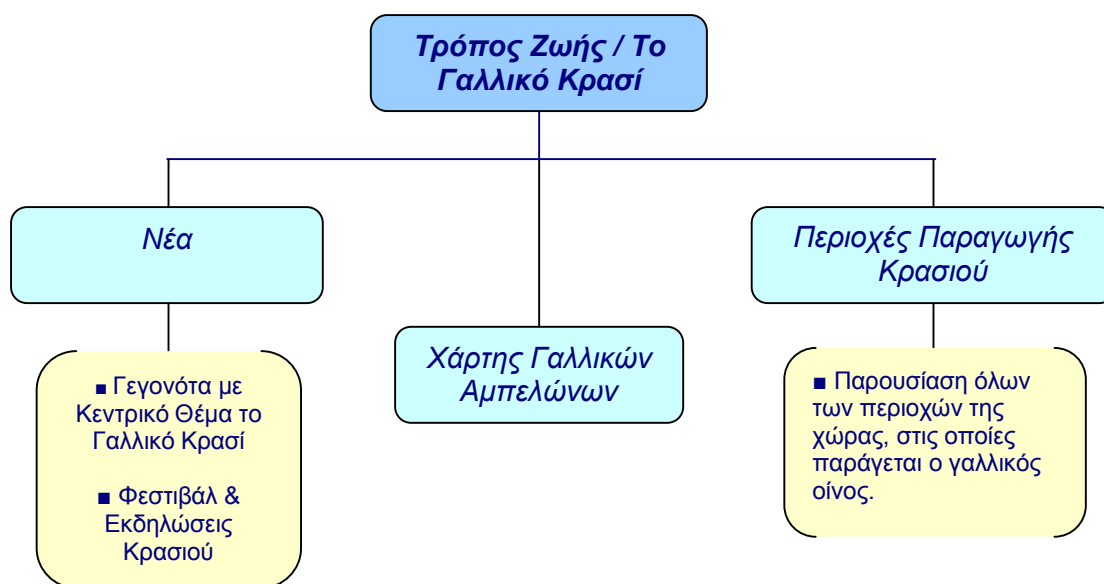 Τρόπος Ζωής / Το
Γαλλικό Κρασί
Νέα
Περιοχές Παραγωγής
Κρασιού
Χάρτης Γαλλικών
Αμπελώνων
■ Γεγονότα με
Κεντρικό Θέμα το
Γαλλικό Κρασί
■ Φεστιβάλ &
Εκδηλώσεις
Κρασιού
■ Παρουσίαση όλων
των περιοχών της
χώρας, στις οποίες
παράγεται ο γαλλικός
οίνος.